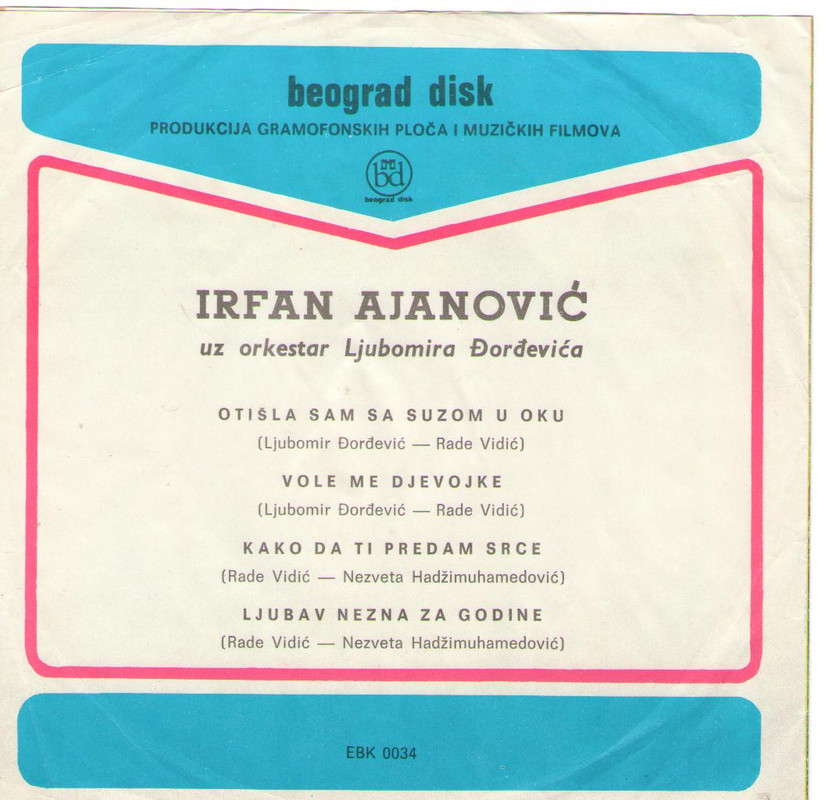 beograd disk
PRODUKCIJA GRAMOFONSKIH PLOČA I MUZIČKIH FILMOVA
bd
beograd disk
IRFAN AJANOVIĆ
uz orkestar Ljubomira Đorđevića
OTIŠLA SAM SA SUZOM U OKU
(Ljubomir Đorđević — Rade Vidić)
VOLE ME DJEVOJKE
(Ljubomir Đorđević — Rade Vidić)
KAKO DA TI PREDAM SRCE
(Rade Vidić — Nezveta Hadžimuhamedović)
LJUBAV NEZNA ZA GODINE
(Rade Vidić — Nezveta Hadžimuhamedović)
EBK 0034